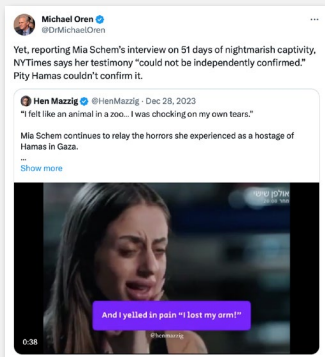 Michael Oren
@DrMichaelOren
Yet, reporting Mia Schem's interview on 51 days of nightmarish captivity,
NYTimes says her testimony "could not be independently confirmed."
Pity Hamas couldn't confirm it.
Hen Mazzig @HenMazzig · Dec 28, 2023
"I felt like an animal in a zoo... I was chocking on my own tears."
Mia Schem continues to relay the horrors she experienced as a hostage of
Hamas in Gaza.
...
Show more
אולפן שישי
And I yelled in pain "I lost my arm!"
@henmazzig
0:38